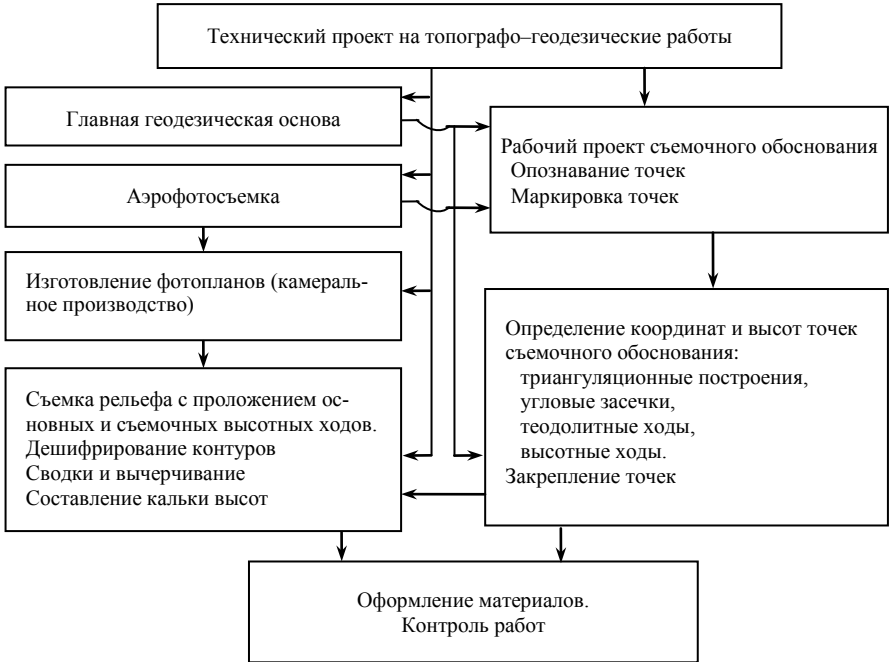 Технический проект на топографо–геодезические работы
Главная геодезическая основа
Рабочий проект съемочного обоснования
Опознавание точек
Маркировка точек
Аэрофотосъемка
Изготовление фотопланов (камераль-
ное производство)
Определение координат и высот точек
съемочного обоснования:
триангуляционные построения,
угловые засечки,
теодолитные ходы,
высотные ходы.
Закрепление точек
Съемка рельефа с проложением ос-
новных и съемочных высотных ходов.
Дешифрирование контуров
Сводки и вычерчивание
Составление кальки высот
Оформление материалов.
Контроль работ